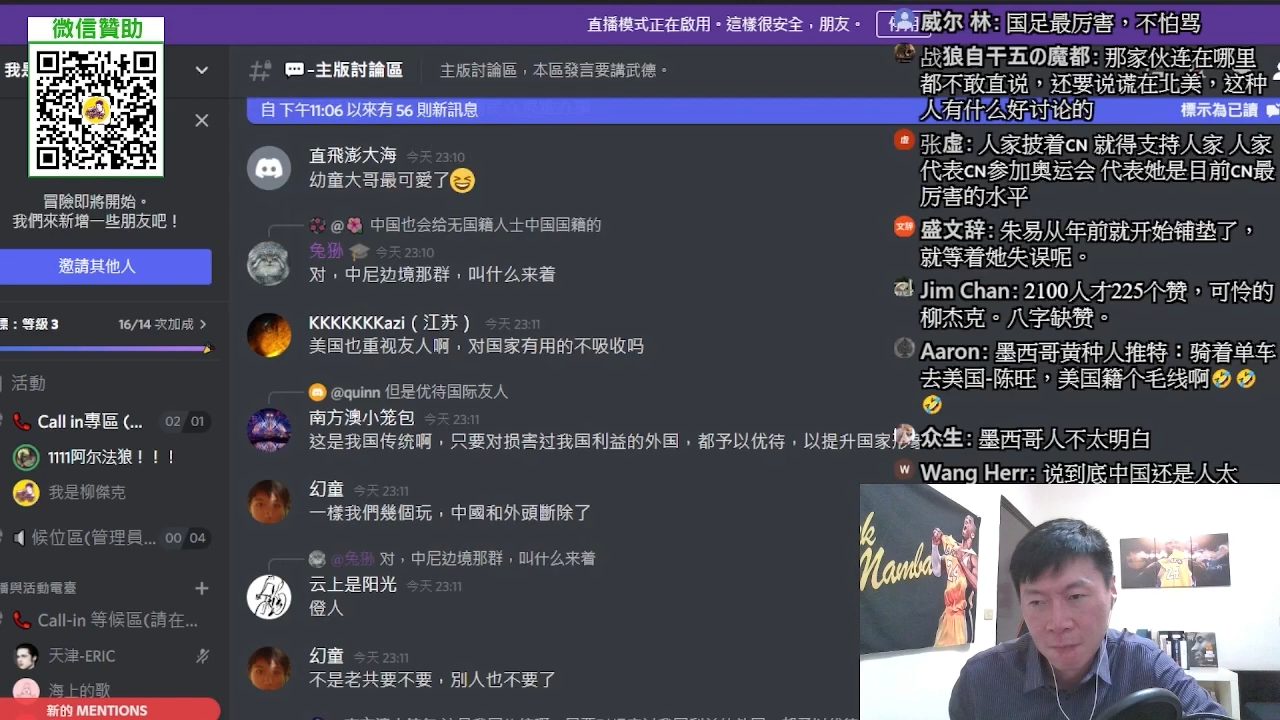 微信贊助
直播模式正在啟用。這樣很安全，朋友。
停用
我是
💬-主版討論區
主版討論區，本區發言要講武德。
自 下午11:06 以來有 56 則新訊息
標示為已讀
冒險即將開始。
我們來新增一些朋友吧！
邀請其他人
標：等級 3
16/14 次加成
活動
Call in專區 (...
02 01
1111阿尔法狼！！！
我是柳傑克
候位區(管理員...
00 04
播與活動電臺
Call-in 等候區(請在...
天津-ERIC
海上的歌
新的 MENTIONS
直飛澎大海 今天 23:10
幼童大哥最可愛了😆
@🌺 中国也会给无国籍人士中国国籍的
兔狲 🎓 今天 23:10
对，中尼边境那群，叫什么来着
KKKKKKKazi（江苏） 今天 23:11
美国也重视友人啊，对国家有用的不吸收吗
@quinn 但是优待国际友人
南方澳小笼包 今天 23:11
这是我国传统啊，只要对损害过我国利益的外国，都予以优待，以提升国家形象
幻童 今天 23:11
一樣我們幾個玩，中國和外頭斷除了
@兔狲 对，中尼边境那群，叫什么来着
云上是阳光 今天 23:11
僜人
幻童 今天 23:11
不是老共要不要，別人也不要了
威尔 林: 国足最厉害，不怕骂
战狼自干五の魔都: 那家伙连在哪里
都不敢直说，还要说谎在北美，这种
人有什么好讨论的
虚
张虚: 人家披着CN 就得支持人家 人家
代表CN参加奥运会 代表她是目前CN最
厉害的水平
文辞
盛文辞: 朱易从年前就开始铺垫了，
就等着她失误呢。
Jim Chan: 2100人才225个赞，可怜的
柳杰克。八字缺赞。
Aaron: 墨西哥黄种人推特：骑着单车
去美国-陈旺，美国籍个毛线啊🤣🤣
🤣
众生: 墨西哥人不太明白
W
Wang Herr: 说到底中国还是人太
Mamba
24